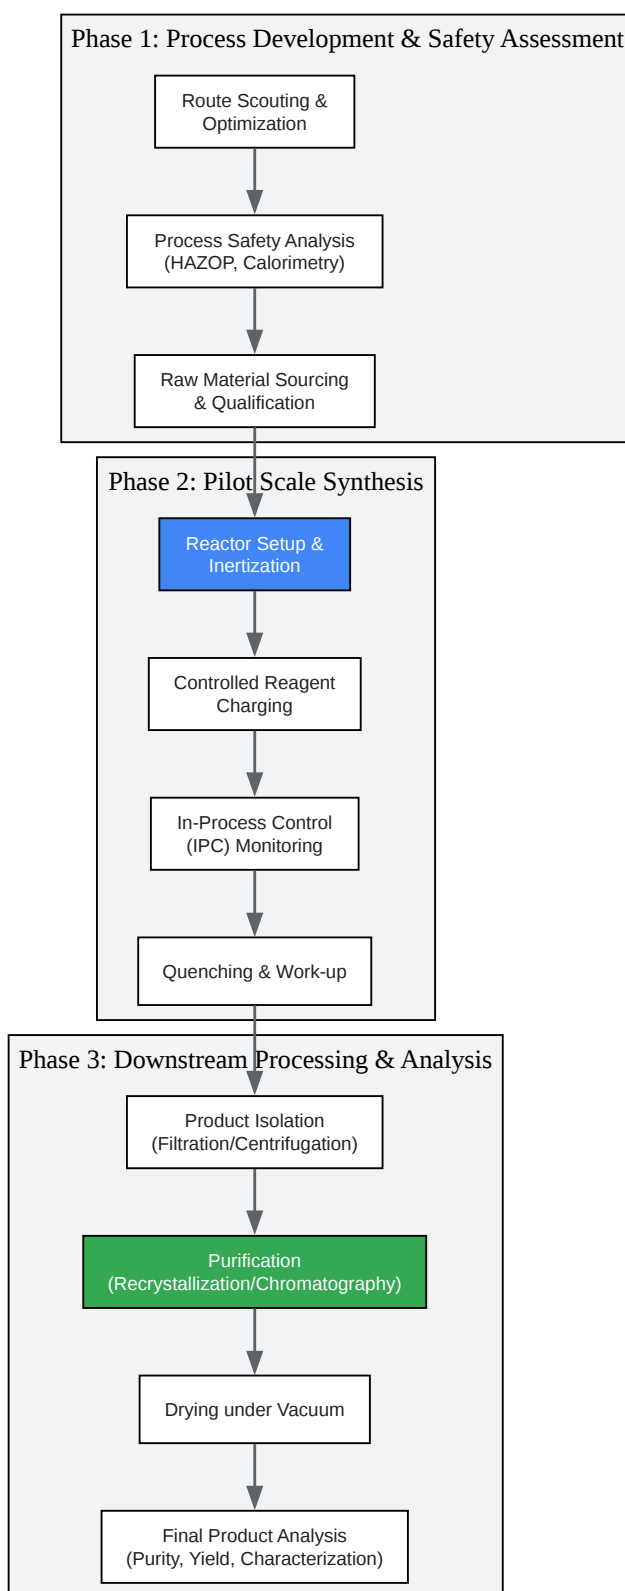 Phase 1: Process Development & Safety Assessment
Route Scouting &
Optimization
Process Safety Analysis
(HAZOP, Calorimetry)
Raw Material Sourcing
& Qualification
Phase 2: Pilot Scale Synthesis
Reactor Setup &
Inertization
Controlled Reagent
Charging
In-Process Control
(IPC) Monitoring
Quenching & Work-up
Phase 3: Downstream Processing & Analysis
Product Isolation
(Filtration/Centrifugation)
Purification
(Recrystallization/Chromatography)
Drying under Vacuum
Final Product Analysis
(Purity, Yield, Characterization)